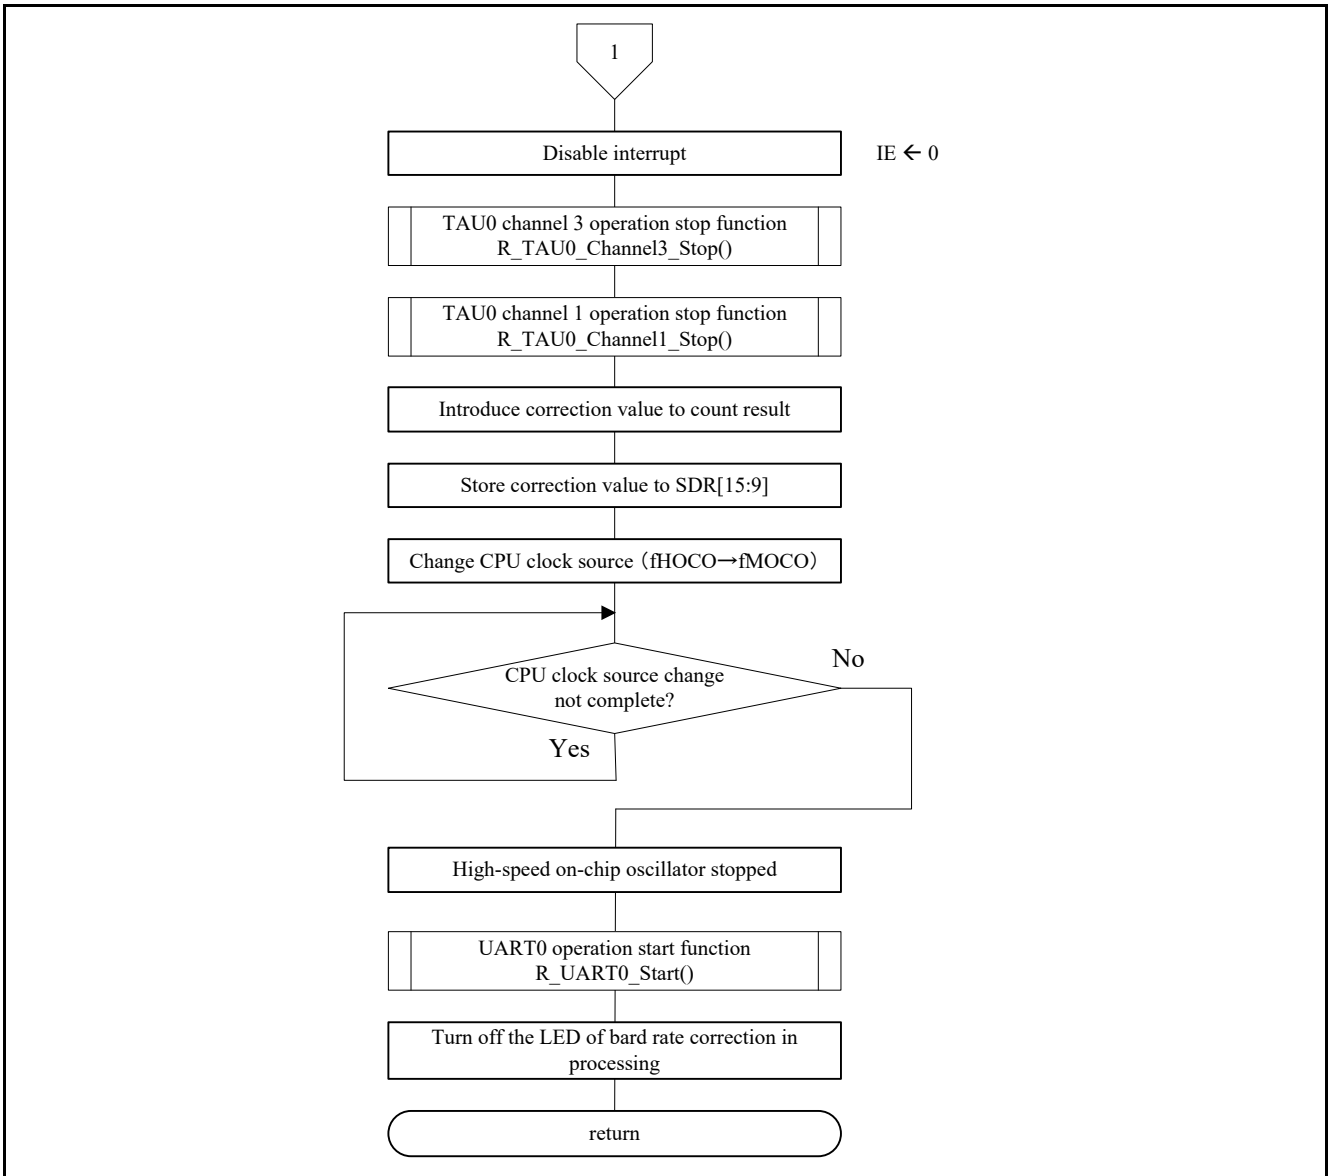 1
Disable interrupt
IE ← 0
TAU0 channel 3 operation stop function
R_TAU0_Channel3_Stop()
TAU0 channel 1 operation stop function
R_TAU0_Channel1_Stop()
Introduce correction value to count result
Store correction value to SDR[15:9]
Change CPU clock source（fHOCO→fMOCO）
CPU clock source change
not complete?
No
Yes
High-speed on-chip oscillator stopped
UART0 operation start function
R_UART0_Start()
Turn off the LED of bard rate correction in
processing
return